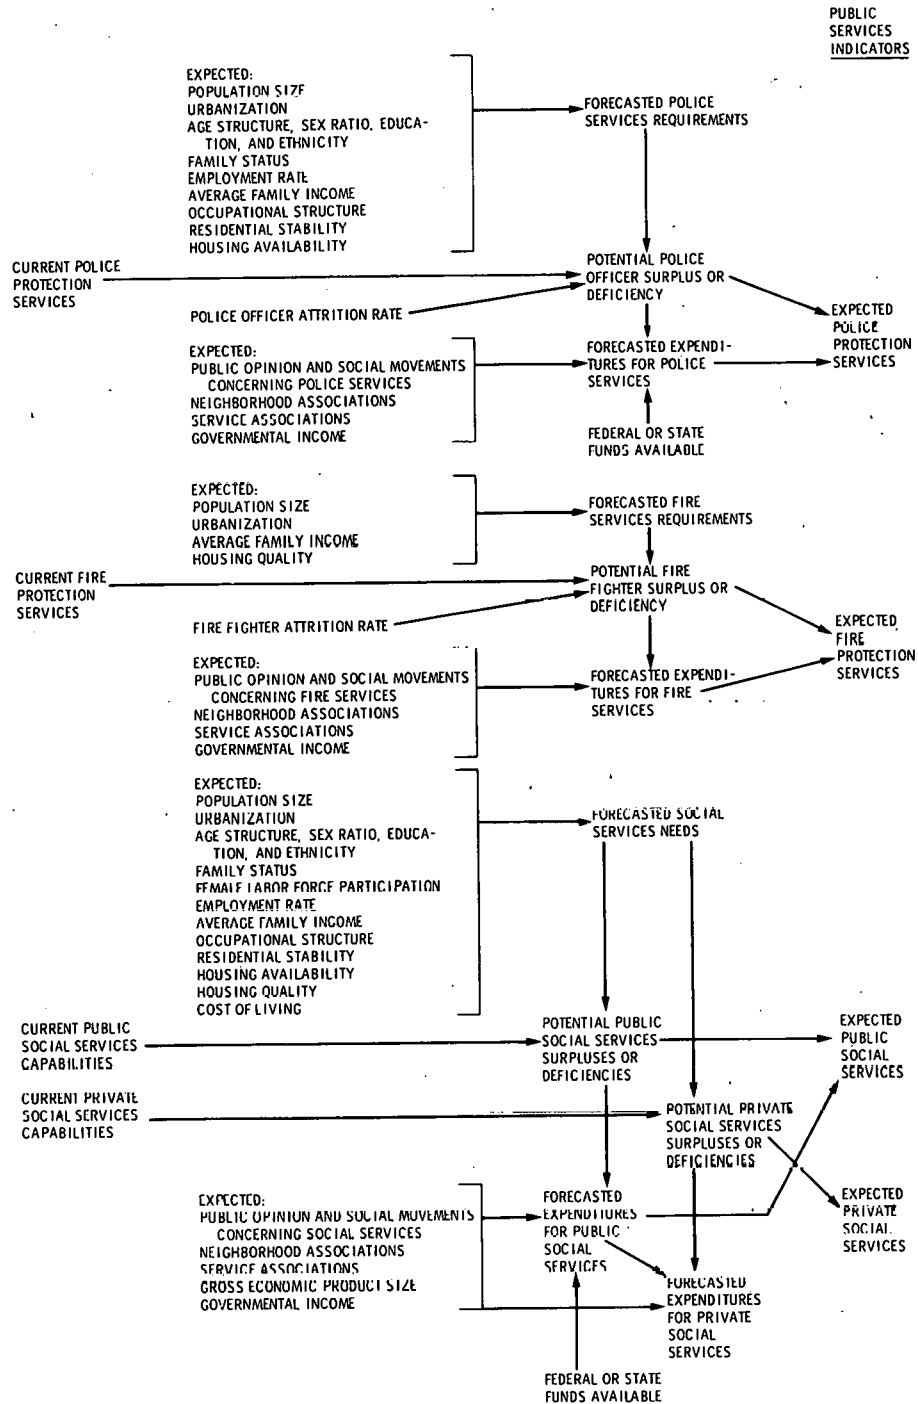 PUBLIC
SERVICES
INDICATORS
EXPECTED:
POPULATION SIZE
URBANIZATION
AGE STRUCTURE, SEX RATIO, EDUCA-
TION, AND ETHNICITY
FAMILY STATUS
EMPLOYMENT RATE
AVERAGE FAMILY INCOME
OCCUPATIONAL STRUCTURE
RESIDENTIAL STABILITY
HOUSING AVAILABILITY
FORECASTED POLICE
SERVICES REQUIREMENTS
CURRENT POLICE
PROTECTION
SERVICES
POTENTIAL POLICE
OFFICER SURPLUS OR
DEFICIENCY
POLICE OFFICER ATTRITION RATE
EXPECTED
POLICE
PROTECTION
SERVICES
EXPECTED:
PUBLIC OPINION AND SOCIAL MOVEMENTS
CONCERNING POLICE SERVICES
NEIGHBORHOOD ASSOCIATIONS
SERVICE ASSOCIATIONS
GOVERNMENTAL INCOME
FORECASTED EXPENDI-
TURES FOR POLICE
SERVICES
FEDERAL OR STATE
FUNDS AVAILABLE
EXPECTED:
POPULATION SIZE
URBANIZATION
AVERAGE FAMILY INCOME
HOUSING QUALITY
FORECASTED FIRE
SERVICES REQUIREMENTS
CURRENT FIRE
PROTECTION
SERVICES
POTENTIAL FIRE
FIGHTER SURPLUS OR
DEFICIENCY
FIRE FIGHTER ATTRITION RATE
EXPECTED
FIRE
PROTECTION
SERVICES
EXPECTED:
PUBLIC OPINION AND SOCIAL MOVEMENTS
CONCERNING FIRE SERVICES
NEIGHBORHOOD ASSOCIATIONS
SERVICE ASSOCIATIONS
GOVERNMENTAL INCOME
FORECASTED EXPENDI-
TURES FOR FIRE
SERVICES
EXPECTED:
POPULATION SIZE
URBANIZATION
AGE STRUCTURE, SEX RATIO, EDUCA-
TION, AND ETHNICITY
FAMILY STATUS
FEMALE LABOR FORCE PARTICIPATION
EMPLOYMENT RATE
AVERAGE FAMILY INCOME
OCCUPATIONAL STRUCTURE
RESIDENTIAL STABILITY
HOUSING AVAILABILITY
HOUSING QUALITY
COST OF LIVING
FORECASTED SOCIAL
SERVICES NEEDS
CURRENT PUBLIC
SOCIAL SERVICES
CAPABILITIES
POTENTIAL PUBLIC
SOCIAL SERVICES
SURPLUSES OR
DEFICIENCIES
EXPECTED
PUBLIC
SOCIAL
SERVICES
CURRENT PRIVATE
SOCIAL SERVICES
CAPABILITIES
POTENTIAL PRIVATE
SOCIAL SERVICES
SURPLUSES OR
DEFICIENCIES
EXPECTED
PRIVATE
SOCIAL
SERVICES
EXPECTED:
PUBLIC OPINION AND SOCIAL MOVEMENTS
CONCERNING SOCIAL SERVICES
NEIGHBORHOOD ASSOCIATIONS
SERVICE ASSOCIATIONS
GROSS ECONOMIC PRODUCT SIZE
GOVERNMENTAL INCOME
FORECASTED
EXPENDITURES
FOR PUBLIC
SOCIAL
SERVICES
FORECASTED
EXPENDITURES
FOR PRIVATE
SOCIAL
SERVICES
FEDERAL OR STATE
FUNDS AVAILABLE